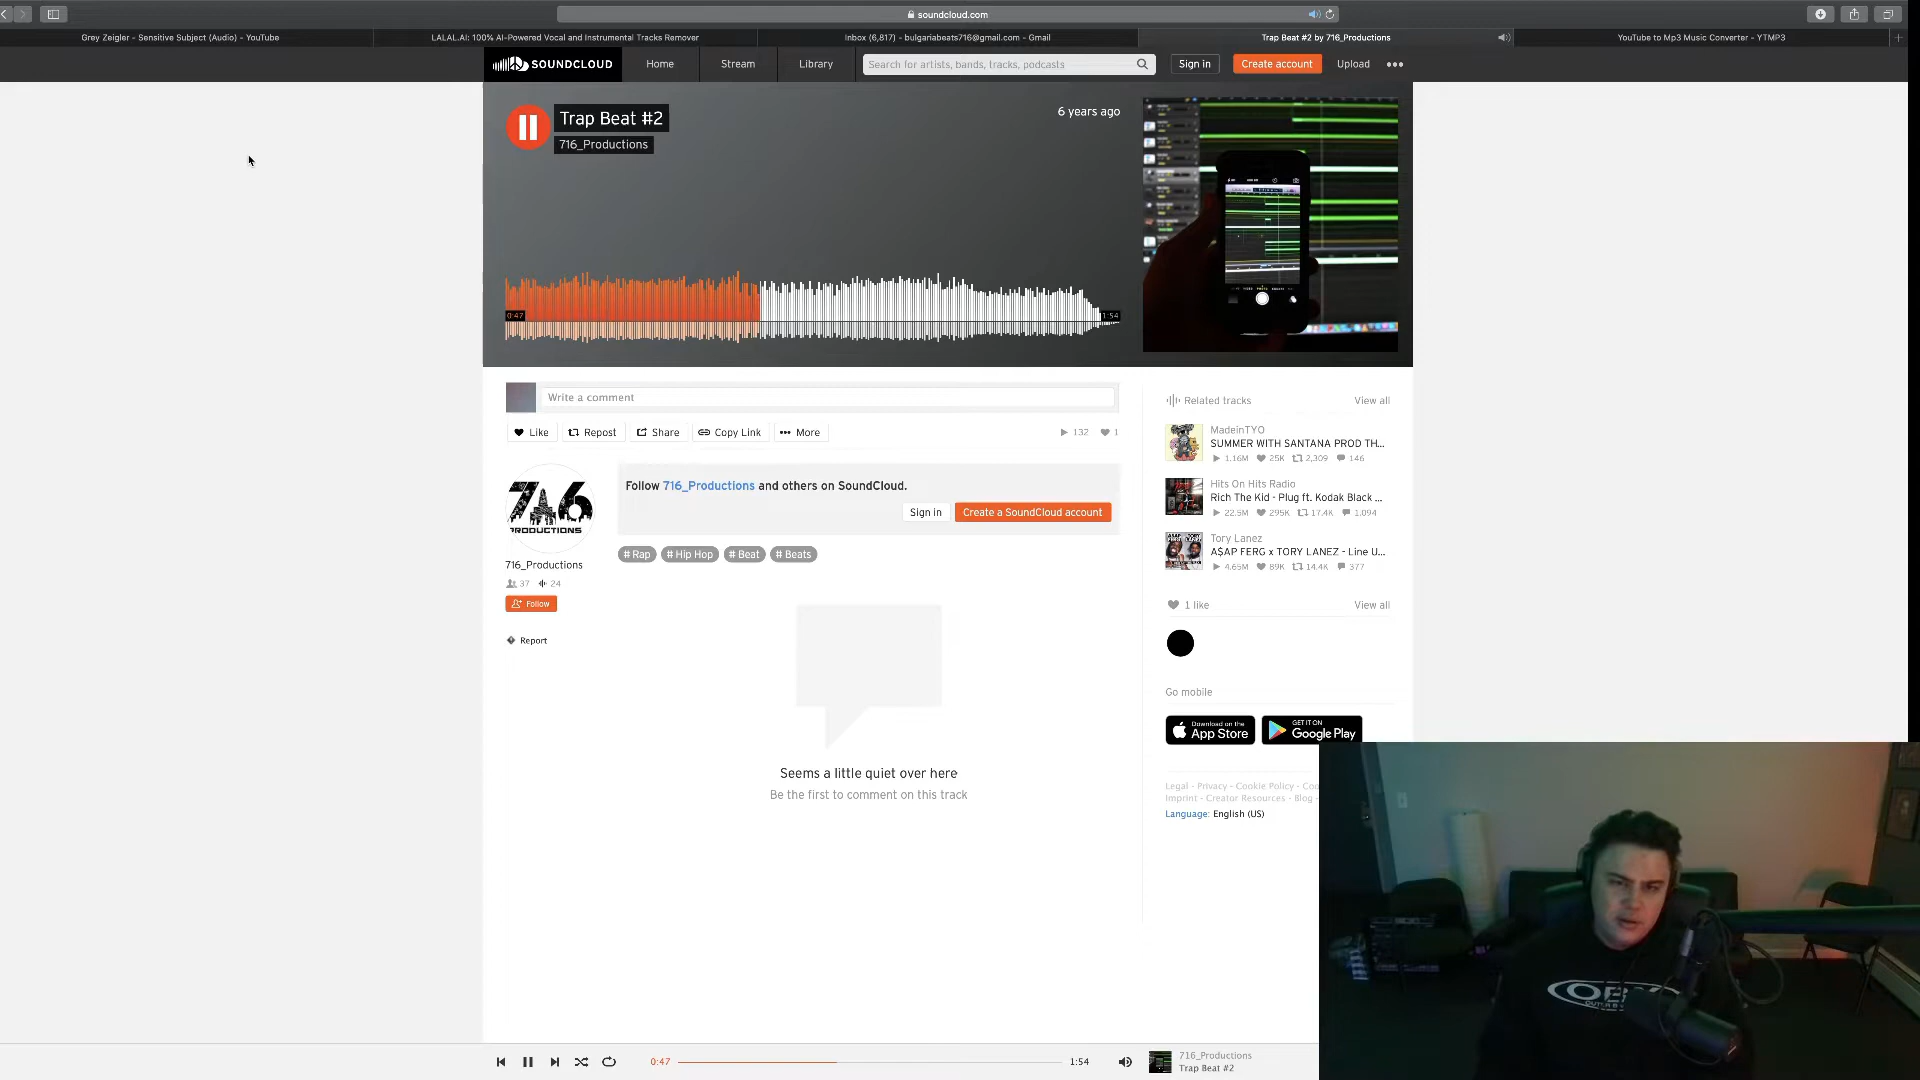 soundcloud.com
Grey Zeigler - Sensitive Subject (Audio) - YouTube
LALAL.AI: 100% AI-Powered Vocal and Instrumental Tracks Remover
Inbox (6,817) - bulgariabeats716@gmail.com - Gmail
Trap Beat #2 by 716_Productions
YouTube to Mp3 Music Converter - YTMP3
SOUNDCLOUD
Home
Stream
Library
Search for artists, bands, tracks, podcasts
Sign in
Create account
Upload
Trap Beat #2
716_Productions
6 years ago
0:47
1:54
Write a comment
Like
Repost
Share
Copy Link
More
132
1
716
PRODUCTIONS
716_Productions
37
24
Follow
Report
Follow 716_Productions and others on SoundCloud.
Sign in
Create a SoundCloud account
# Rap
# Hip Hop
# Beat
# Beats
Seems a little quiet over here
Be the first to comment on this track
Related tracks
View all
MadeinTYO
SUMMER WITH SANTANA PROD TH...
1.16M 25K 2,309 146
Hits On Hits Radio
Rich The Kid - Plug ft. Kodak Black ...
22.5M 295K 17.4K 1,094
Tory Lanez
A$AP FERG x TORY LANEZ - Line U...
4.65M 89K 14.4K 377
1 like
View all
Go mobile
Download on the
App Store
GET IT ON
Google Play
Legal - Privacy - Cookie Policy - Coo
Imprint - Creator Resources - Blog -
Language: English (US)
0:47
1:54
716_Productions
Trap Beat #2